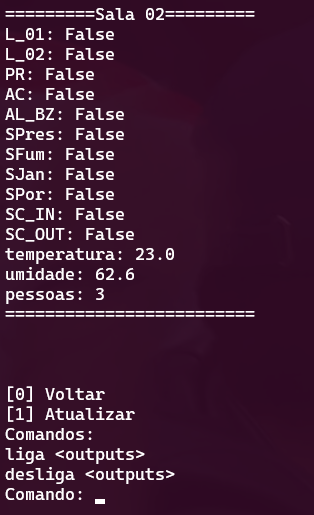 =========Sala 02=========
L_01: False
L_02: False
PR: False
AC: False
AL_BZ: False
SPres: False
SFum: False
SJan: False
SPor: False
SC_IN: False
SC_OUT: False
temperatura: 23.0
umidade: 62.6
pessoas: 3
=========================
[0] Voltar
[1] Atualizar
Comandos:
liga <outputs>
desliga <outputs>
Comando: